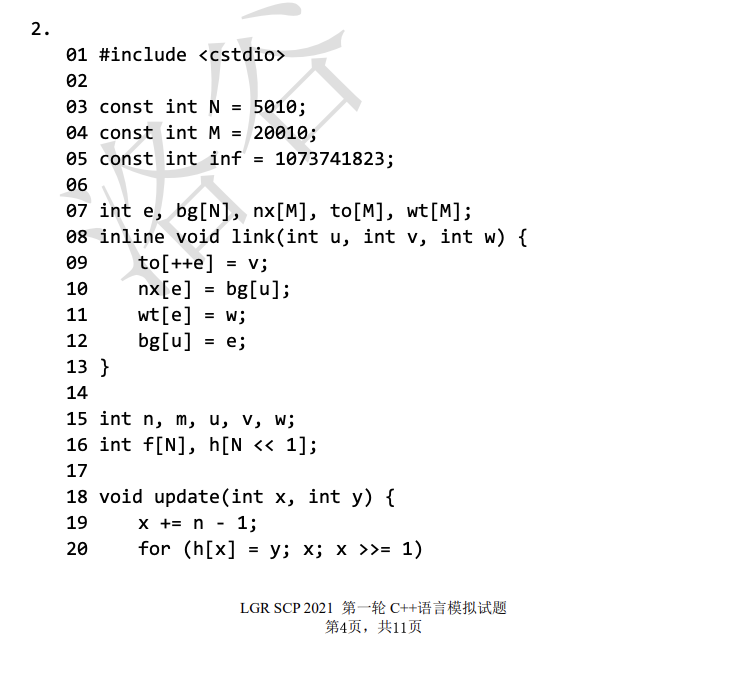 2.
01 #include <cstdio>
02
03 const int N = 5010;
04 const int M = 20010;
05 const int inf = 1073741823;
06
07 int e, bg[N], nx[M], to[M], wt[M];
08 inline void link(int u, int v, int w) {
09     to[++e] = v;
10     nx[e] = bg[u];
11     wt[e] = w;
12     bg[u] = e;
13 }
14
15 int n, m, u, v, w;
16 int f[N], h[N << 1];
17
18 void update(int x, int y) {
19     x += n - 1;
20     for (h[x] = y; x; x >>= 1)
LGR SCP 2021 第一轮 C++语言模拟试题
第4页，共11页
洛谷